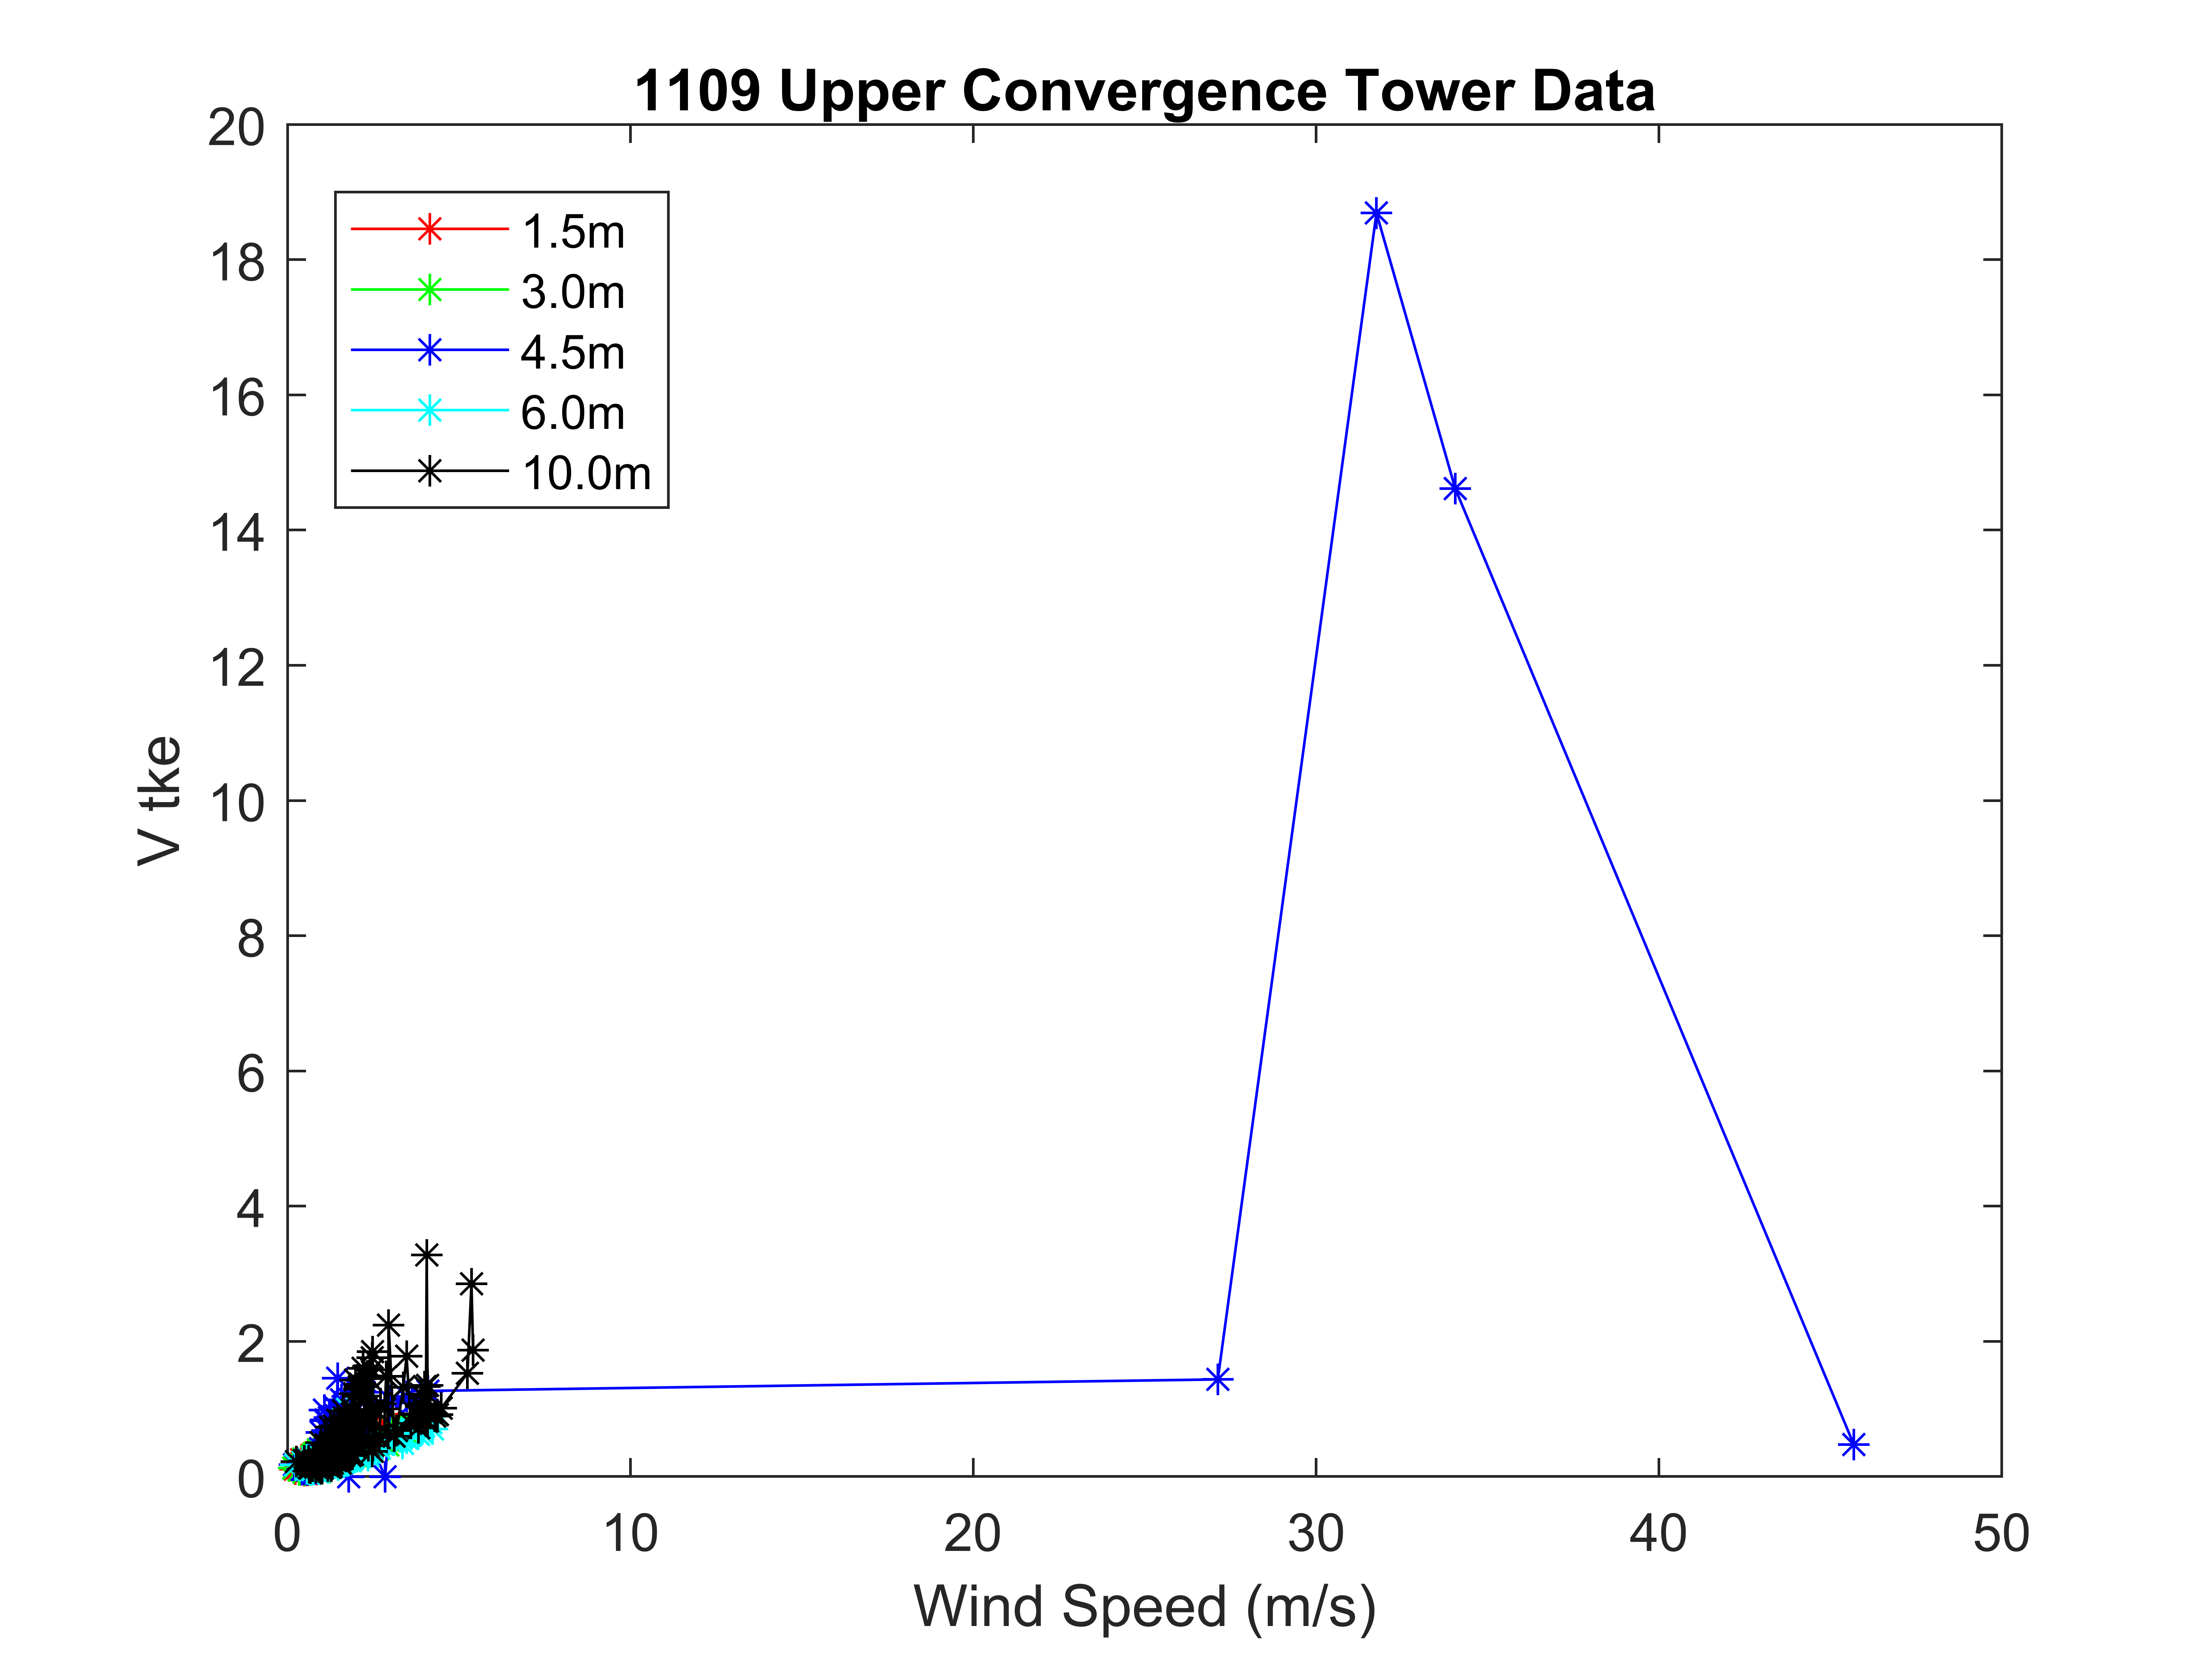 1109 Upper Convergence Tower Data
20
18
16
14
12
10
8
6
4
2
0
V tke
1.5m
3.0m
4.5m
6.0m
10.0m
0 10 20 30 40 50
Wind Speed (m/s)